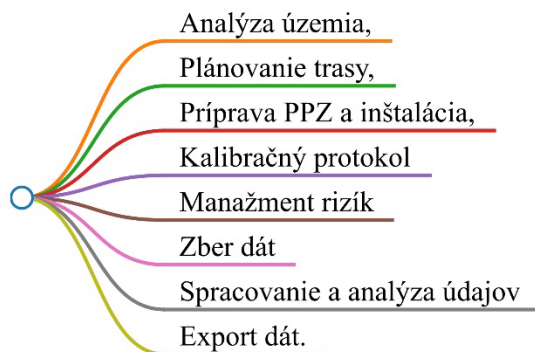 Analýza územia,
Plánovanie trasy,
Príprava PPZ a inštalácia,
Kalibračný protokol
Manažment rizík
Zber dát
Spracovanie a analýza údajov
Export dát.